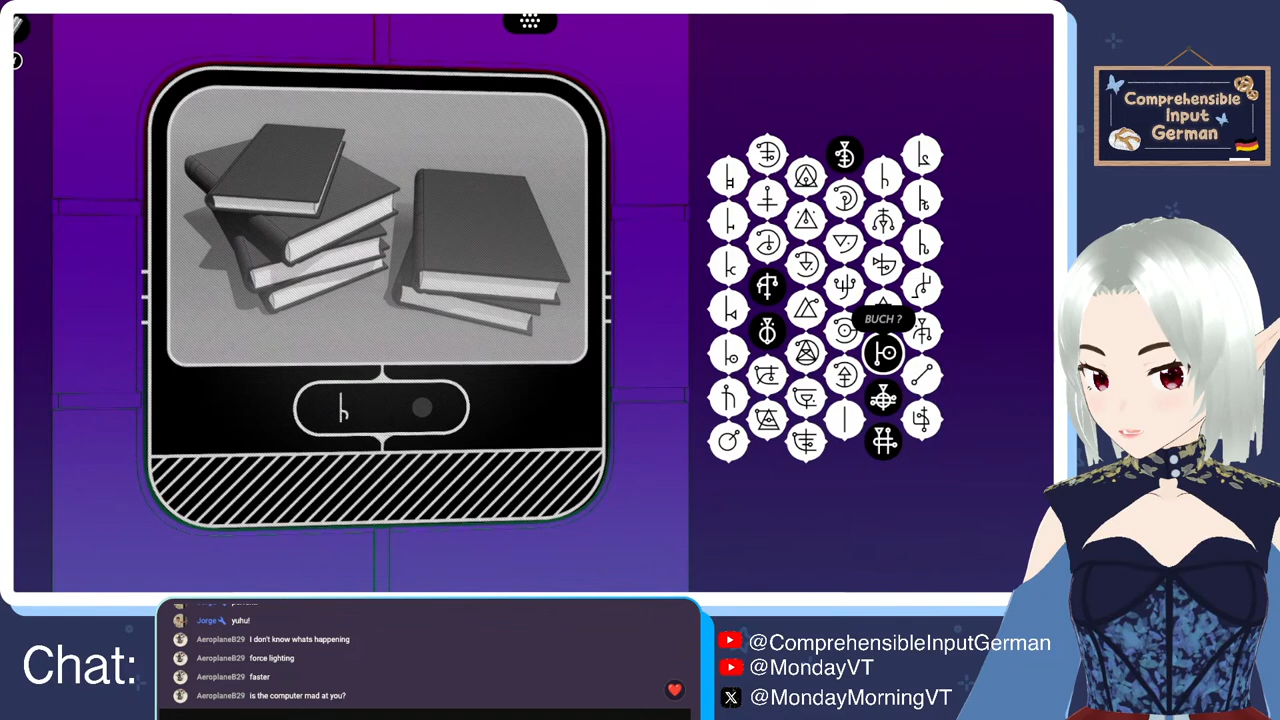 Comprehensible
Input
German
BUCH ?
Chat:
Jorge yuhu!
AeroplaneB29 I don't know whats happening
AeroplaneB29 force lighting
AeroplaneB29 faster
AeroplaneB29 is the computer mad at you?
@ComprehensibleInputGerman
@MondayVT
@MondayMorningVT